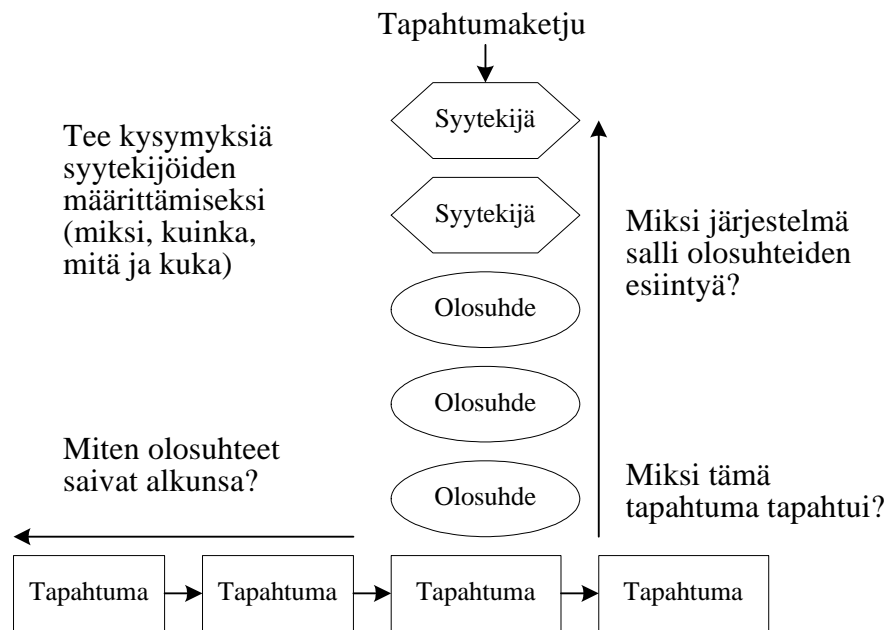 Tapahtumaketju
Syytekijä
Tee kysymyksiä
syytekijöiden
määrittämiseksi
(miksi, kuinka,
mitä ja kuka)
Syytekijä
Miksi järjestelmä
salli olosuhteiden
esiintyä?
Olosuhde
Olosuhde
Miten olosuhteet
saivat alkunsa?
Olosuhde
Miksi tämä
tapahtuma tapahtui?
Tapahtuma
Tapahtuma
Tapahtuma
Tapahtuma